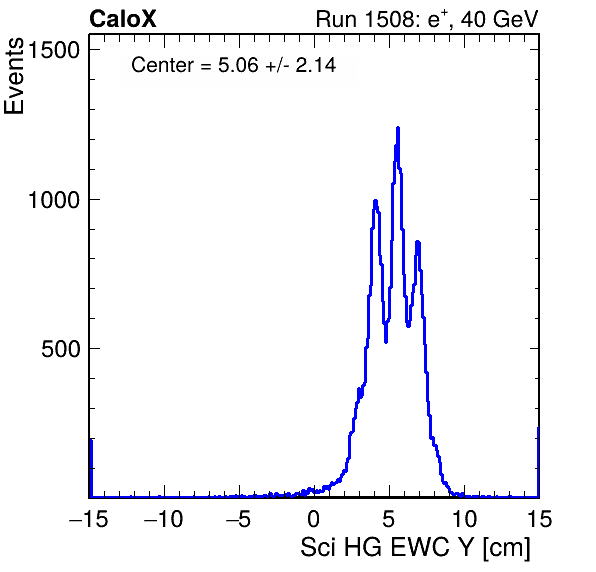 CaloX Run 1508: e⁺, 40 GeV
Center = 5.06 +/- 2.14
Events
1500
1000
500
−15 −10 −5 0 5 10 15
Sci HG EWC Y [cm]